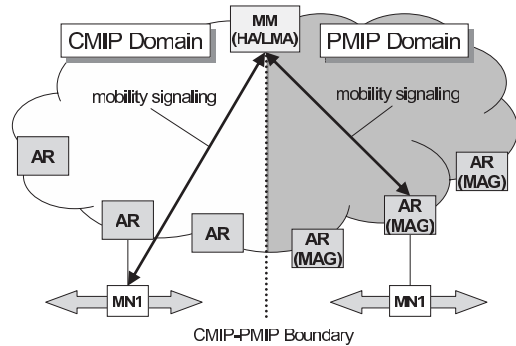 CMIP Domain
MM
(HA/LMA)
PMIP Domain
mobility signaling
mobility signaling
AR
AR
(MAG)
AR
AR
(MAG)
AR
AR
(MAG)
MN1
MN1
CMIP-PMIP Boundary